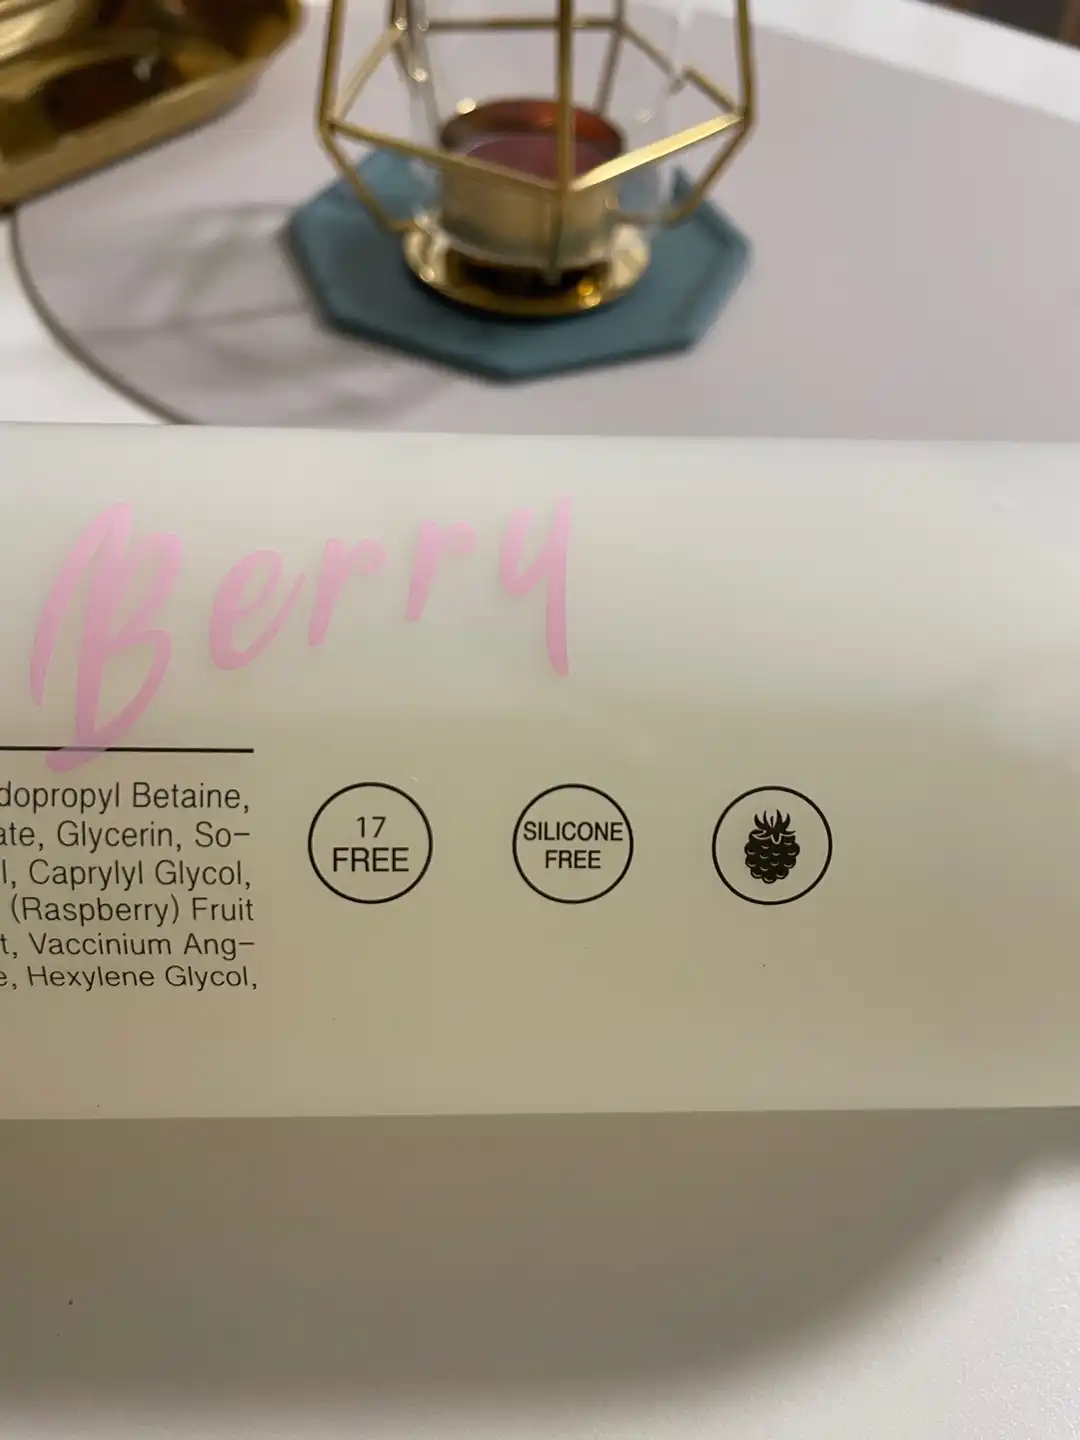 Berry
dopropyl Betaine,
ate, Glycerin, So-
l, Caprylyl Glycol,
(Raspberry) Fruit
t, Vaccinium Ang-
e, Hexylene Glycol,
17
FREE
SILICONE
FREE